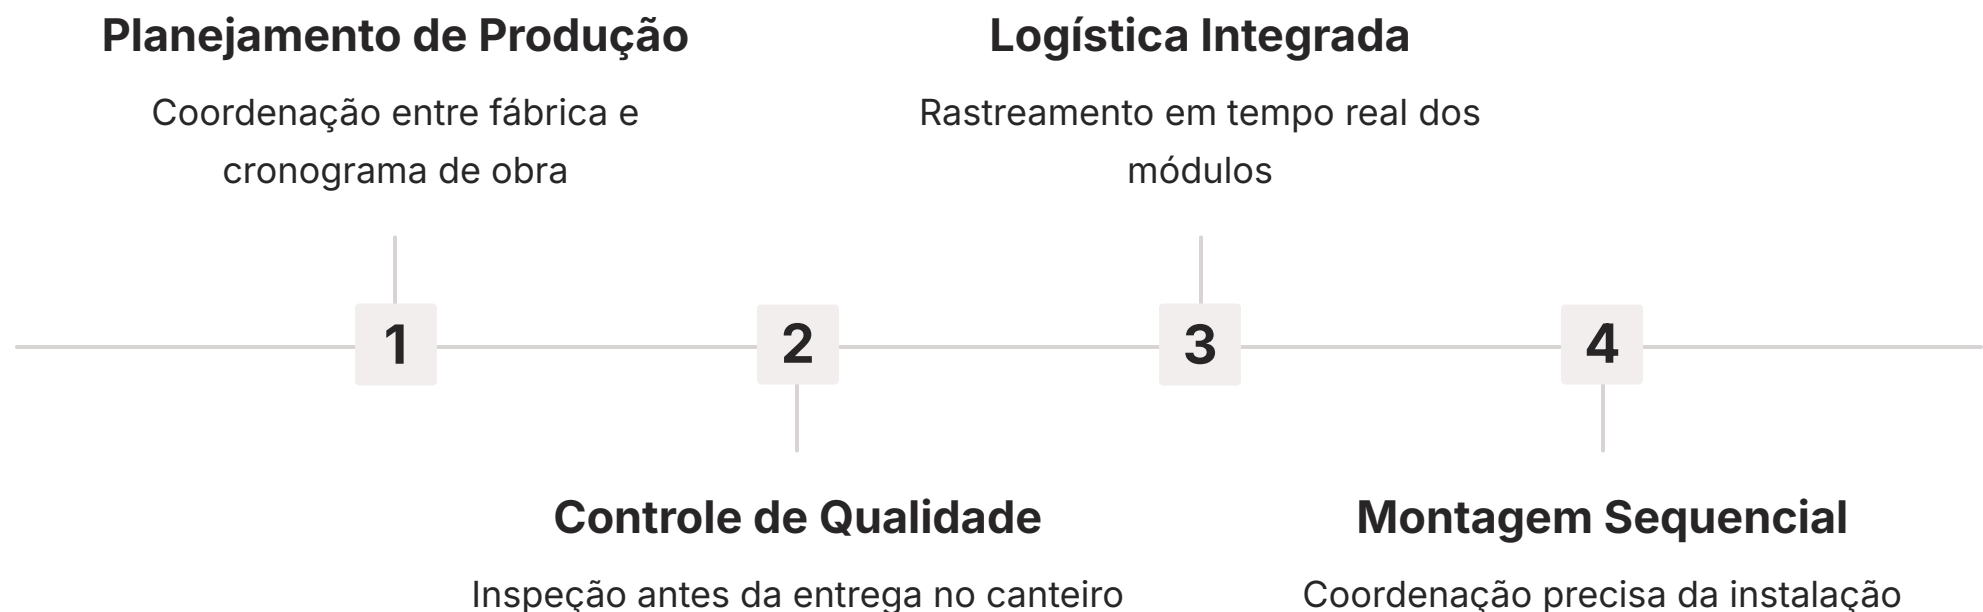 Planejamento de Produção
Coordenação entre fábrica e
cronograma de obra
Logística Integrada
Rastreamento em tempo real dos
módulos
1
2
3
4
Controle de Qualidade
Inspeção antes da entrega no canteiro
Montagem Sequencial
Coordenação precisa da instalação